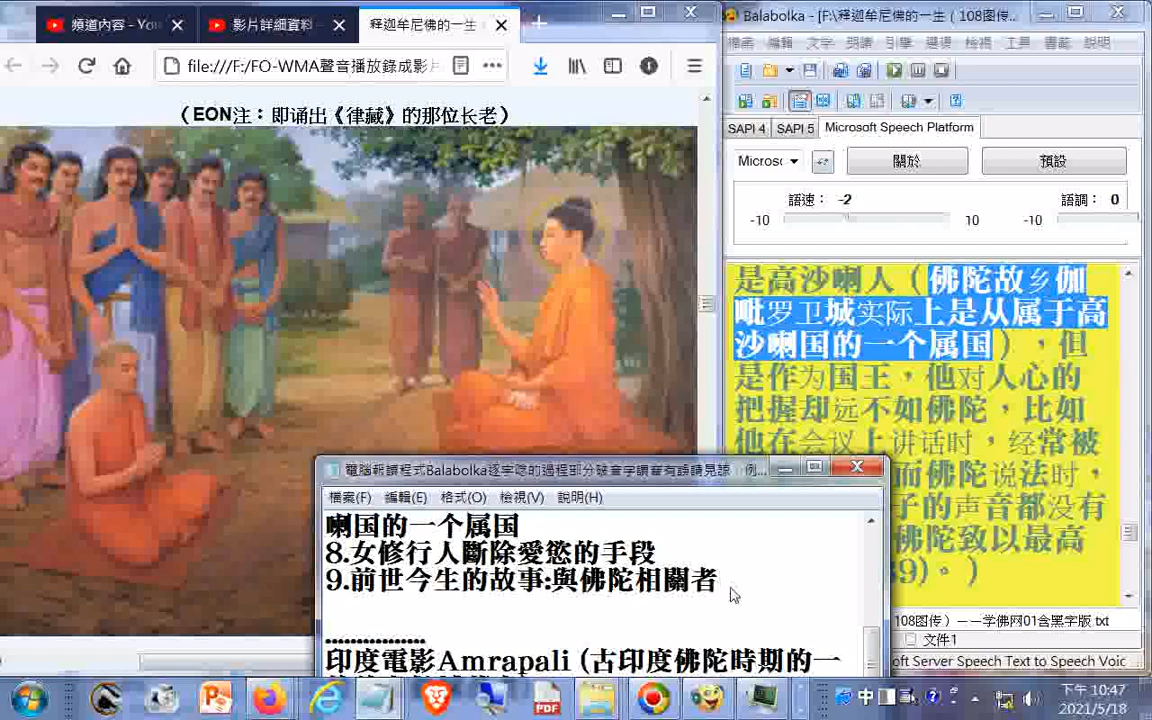 頻道內容 - You
影片詳細資料 -
释迦牟尼佛的一生
file:///F:/FO-WMA聲音播放錄成影片
（EON注：即诵出《律藏》的那位长老）
Balabolka - [F:\释迦牟尼佛的一生（108图传...
檔案 編輯 文字 朗讀 引擎 選項 檢視 工具 書籤 說明
SAPI 4 SAPI 5 Microsoft Speech Platform
Micros 關於 預設
語速： -2 語調： 0
-10 10 -10
是高沙喇人（佛陀故乡伽
毗罗卫城实际上是从属于高
沙喇国的一个属国），但
是作为国王，他对人心的
把握却远不如佛陀，比如
他在会议上讲话时，经常被
而佛陀说法时，
子的声音都没有
佛陀致以最高
89)。）
108图传）——学佛网01含黑字版.txt
文件1
oft Server Speech Text to Speech Voic
電腦報讀程式Balabolka逐字唸的過程部分破音字讀音有誤請見諒 例...
檔案(F) 編輯(E) 格式(O) 檢視(V) 說明(H)
喇国的一个属国
8.女修行人斷除愛慾的手段
9.前世今生的故事:與佛陀相關者
................
印度電影Amrapali (古印度佛陀時期的一
中
下午 10:47
2021/5/18